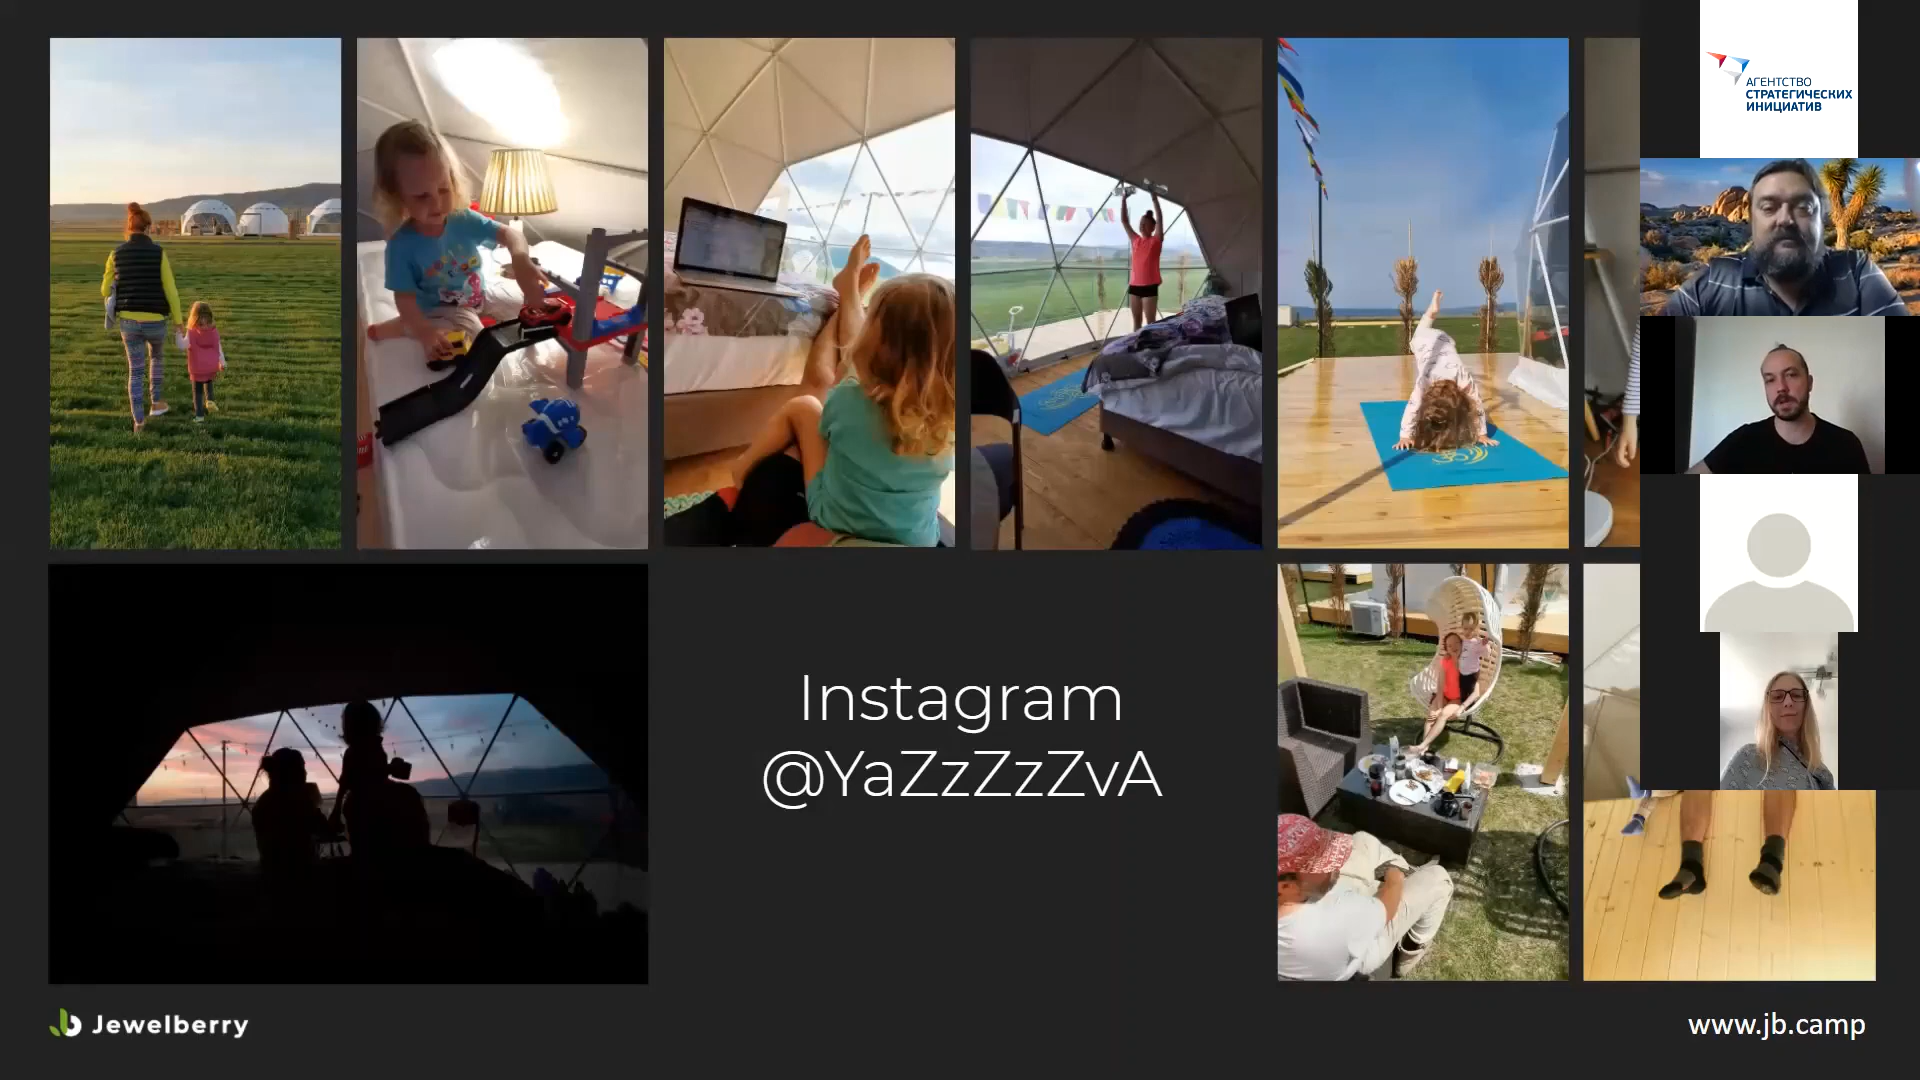 АГЕНТСТВО
СТРАТЕГИЧЕСКИХ
ИНИЦИАТИВ
Instagram
@YaZzZzZvA
Jewelberry
www.jb.camp